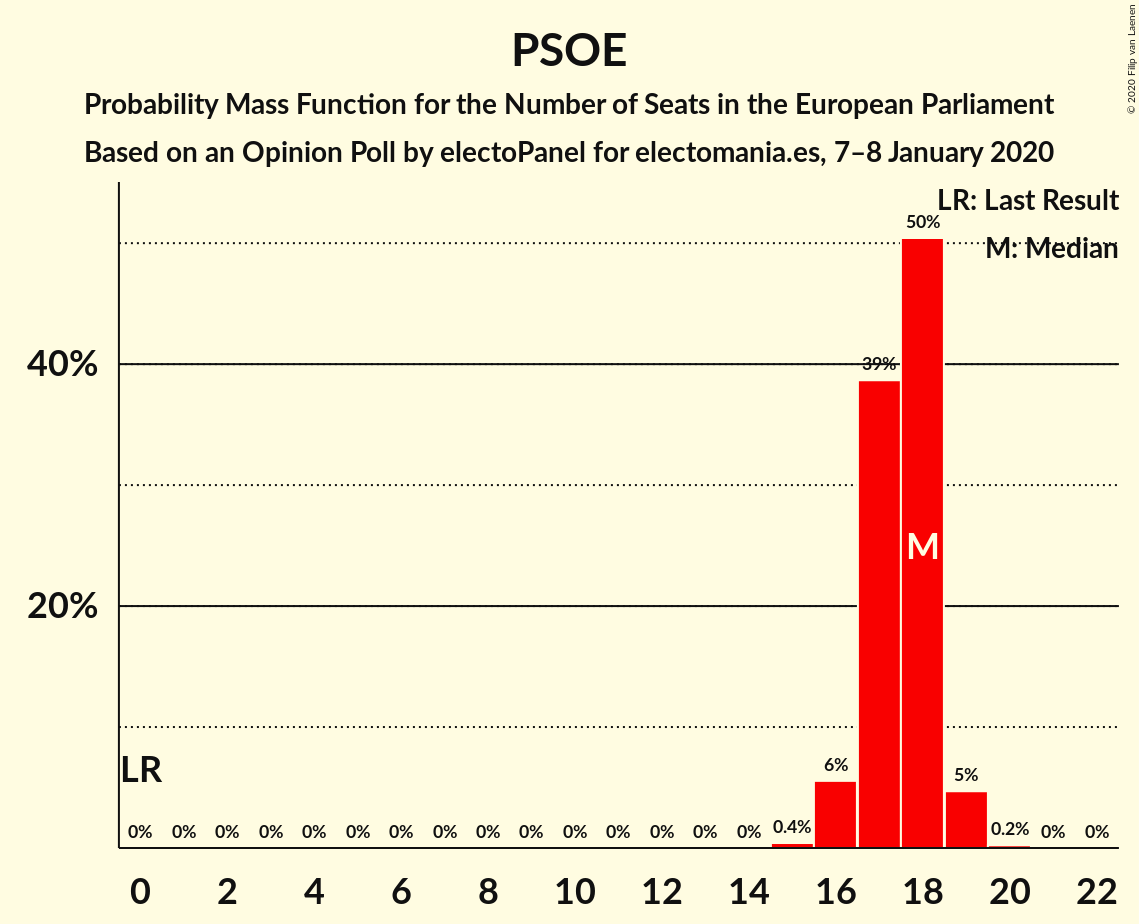 PSOE
Probability Mass Function for the Number of Seats in the European Parliament
Based on an Opinion Poll by electoPanel for electomania.es, 7–8 January 2020
© 2020 Filip van Laenen
LR: Last Result
M: Median
50%
40%
39%
M
20%
LR
6%
5%
0% 0% 0% 0% 0% 0% 0% 0% 0% 0% 0% 0% 0% 0% 0% 0.4% 0.2% 0% 0%
0 2 4 6 8 10 12 14 16 18 20 22